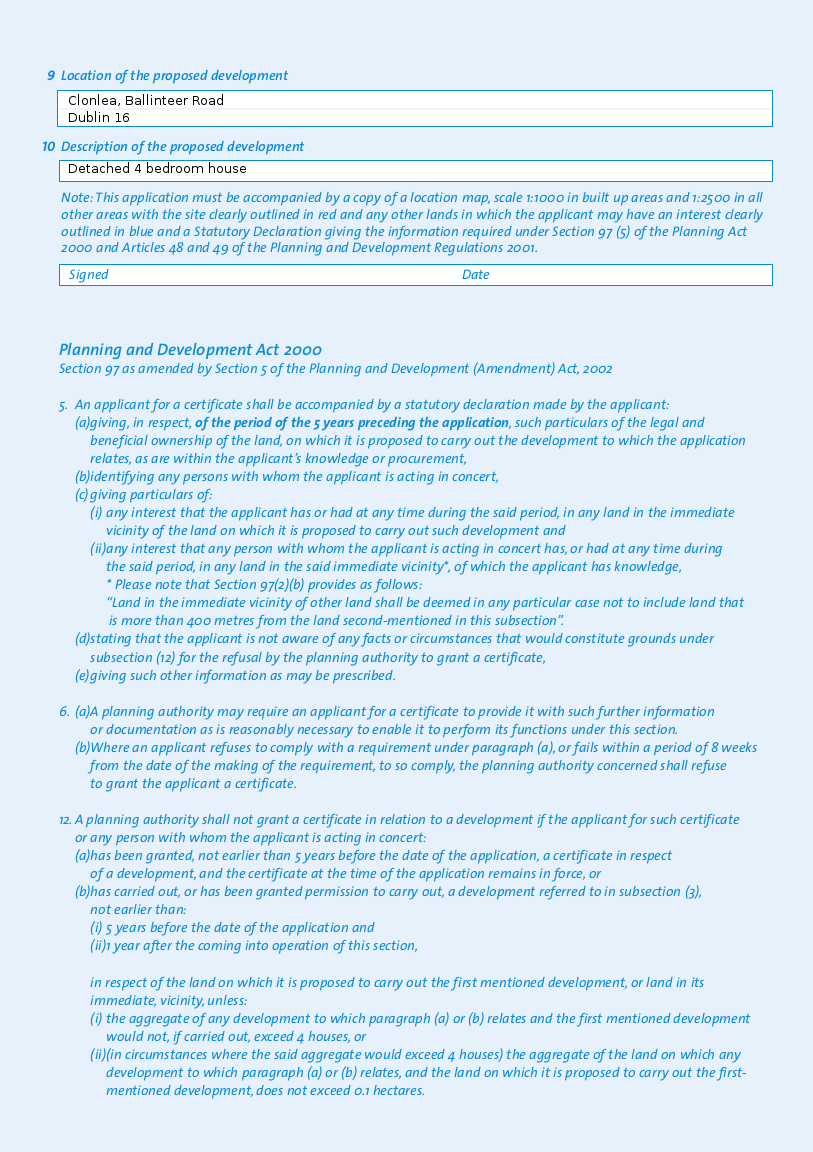 9 Location of the proposed development
Clonlea, Ballinteer Road
Dublin 16
10 Description of the proposed development
Detached 4 bedroom house
Note: This application must be accompanied by a copy of a location map, scale 1:1000 in built up areas and 1:2500 in all
other areas with the site clearly outlined in red and any other lands in which the applicant may have an interest clearly
outlined in blue and a Statutory Declaration giving the information required under Section 97 (5) of the Planning Act
2000 and Articles 48 and 49 of the Planning and Development Regulations 2001.
Signed Date
Planning and Development Act 2000
Section 97 as amended by Section 5 of the Planning and Development (Amendment) Act, 2002
5. An applicant for a certificate shall be accompanied by a statutory declaration made by the applicant:
(a)giving, in respect, of the period of the 5 years preceding the application, such particulars of the legal and
beneficial ownership of the land, on which it is proposed to carry out the development to which the application
relates, as are within the applicant's knowledge or procurement,
(b)identifying any persons with whom the applicant is acting in concert,
(c) giving particulars of:
(i) any interest that the applicant has or had at any time during the said period, in any land in the immediate
vicinity of the land on which it is proposed to carry out such development and
(ii)any interest that any person with whom the applicant is acting in concert has, or had at any time during
the said period, in any land in the said immediate vicinity*, of which the applicant has knowledge,
* Please note that Section 97(2)(b) provides as follows:
"Land in the immediate vicinity of other land shall be deemed in any particular case not to include land that
is more than 400 metres from the land second-mentioned in this subsection".
(d)stating that the applicant is not aware of any facts or circumstances that would constitute grounds under
subsection (12) for the refusal by the planning authority to grant a certificate,
(e)giving such other information as may be prescribed.
6. (a)A planning authority may require an applicant for a certificate to provide it with such further information
or documentation as is reasonably necessary to enable it to perform its functions under this section.
(b)Where an applicant refuses to comply with a requirement under paragraph (a), or fails within a period of 8 weeks
from the date of the making of the requirement, to so comply, the planning authority concerned shall refuse
to grant the applicant a certificate.
12. A planning authority shall not grant a certificate in relation to a development if the applicant for such certificate
or any person with whom the applicant is acting in concert:
(a)has been granted, not earlier than 5 years before the date of the application, a certificate in respect
of a development, and the certificate at the time of the application remains in force, or
(b)has carried out, or has been granted permission to carry out, a development referred to in subsection (3),
not earlier than:
(i) 5 years before the date of the application and
(ii)1 year after the coming into operation of this section,
in respect of the land on which it is proposed to carry out the first mentioned development, or land in its
immediate, vicinity, unless:
(i) the aggregate of any development to which paragraph (a) or (b) relates and the first mentioned development
would not, if carried out, exceed 4 houses, or
(ii)(in circumstances where the said aggregate would exceed 4 houses) the aggregate of the land on which any
development to which paragraph (a) or (b) relates, and the land on which it is proposed to carry out the first-
mentioned development, does not exceed 0.1 hectares.